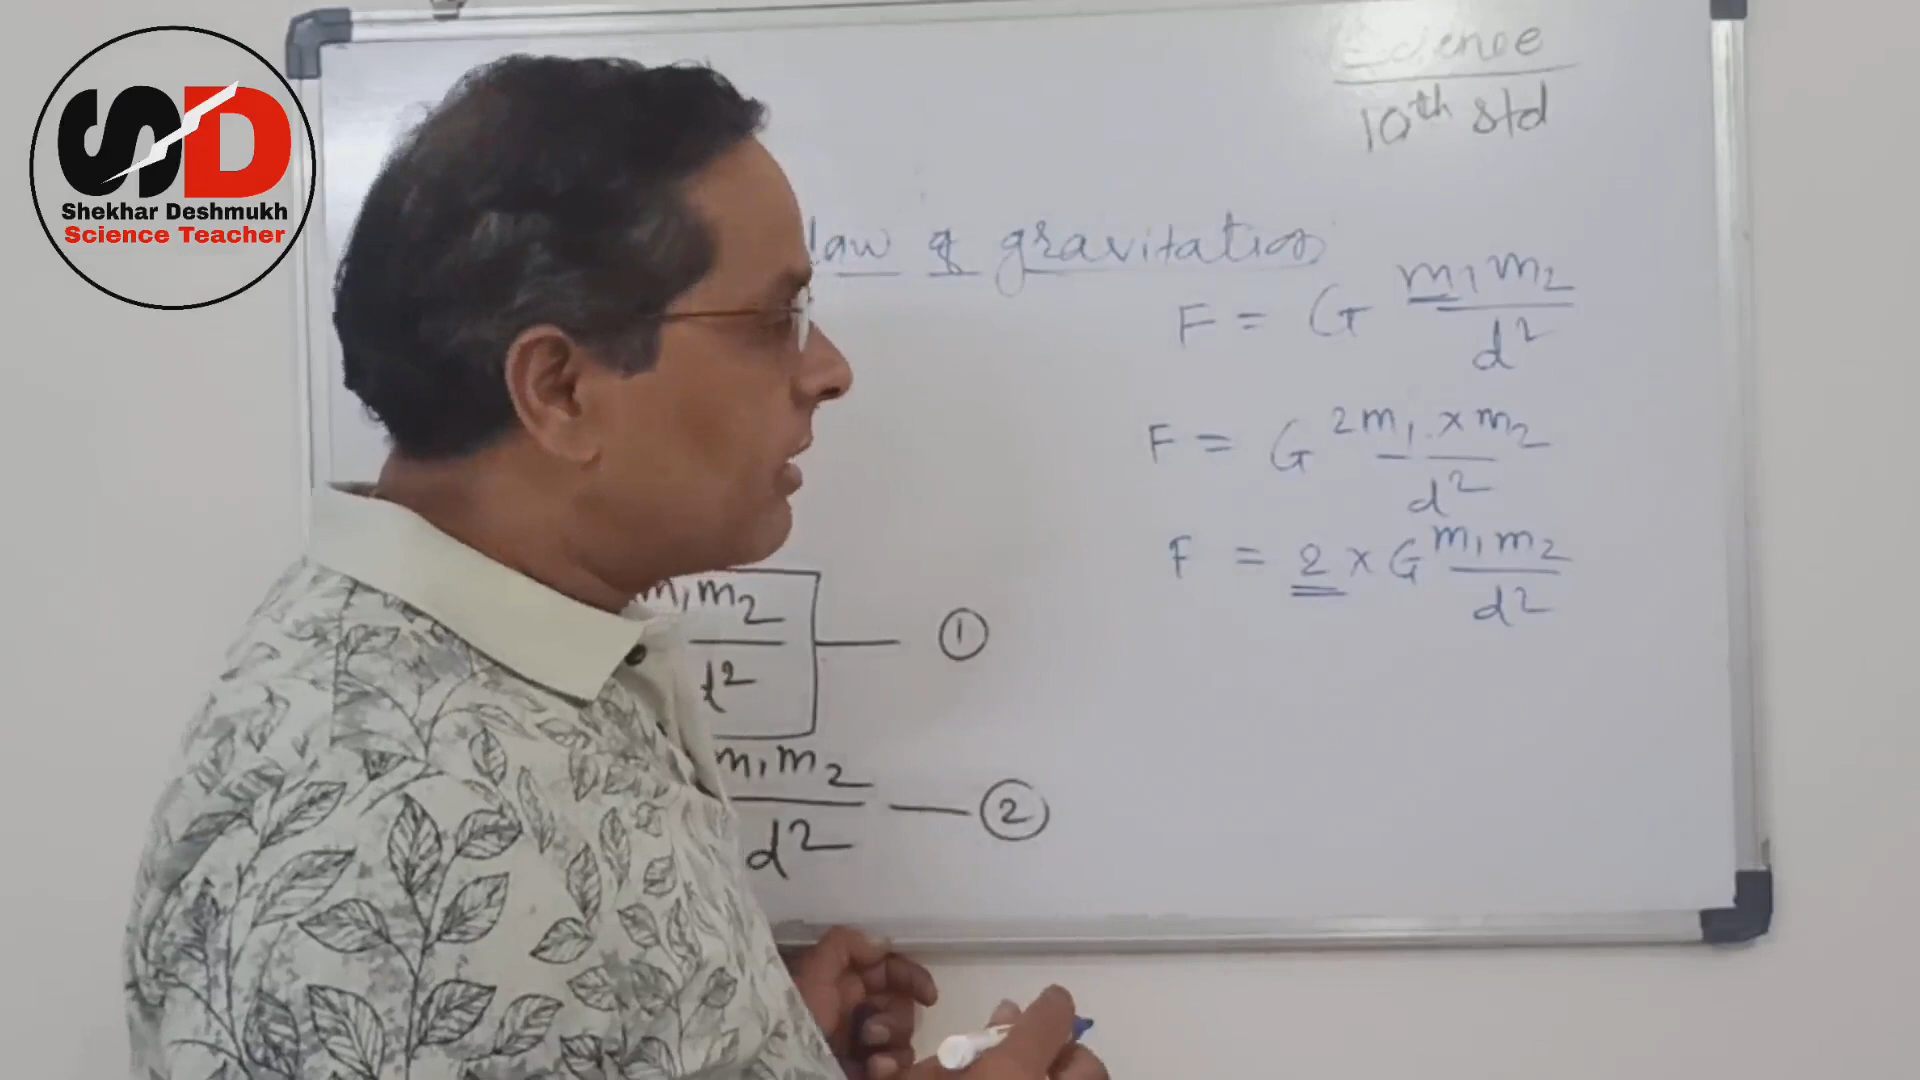 SD
Shekhar Deshmukh
Science Teacher
Science
10th std
law of gravitation
F = G m₁m₂ / d²
F = G 2m₁ × m₂ / d²
F = 2 × G m₁m₂ / d²
m₁m₂ / d² — ①
m₁m₂ / d² — ②